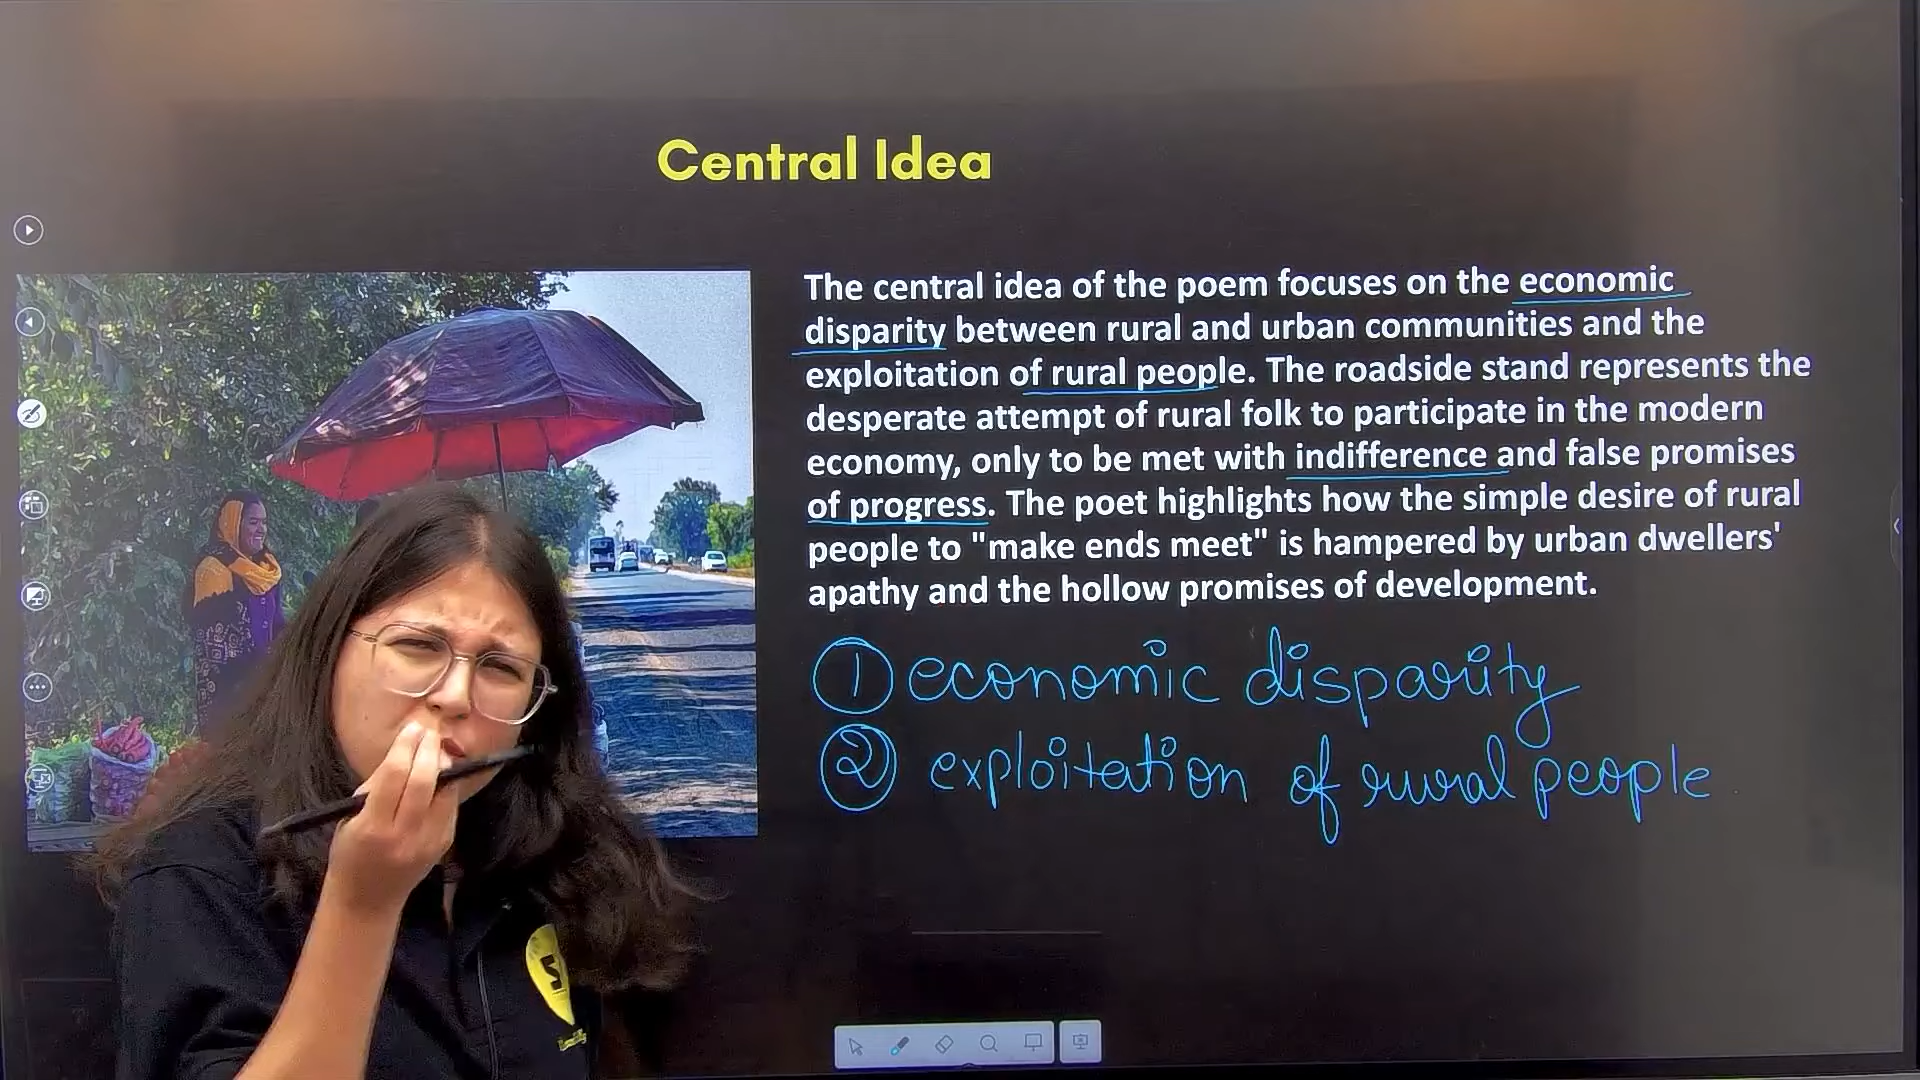 Central Idea
The central idea of the poem focuses on the economic
disparity between rural and urban communities and the
exploitation of rural people. The roadside stand represents the
desperate attempt of rural folk to participate in the modern
economy, only to be met with indifference and false promises
of progress. The poet highlights how the simple desire of rural
people to "make ends meet" is hampered by urban dwellers'
apathy and the hollow promises of development.
① economic disparity
② exploitation of rural people